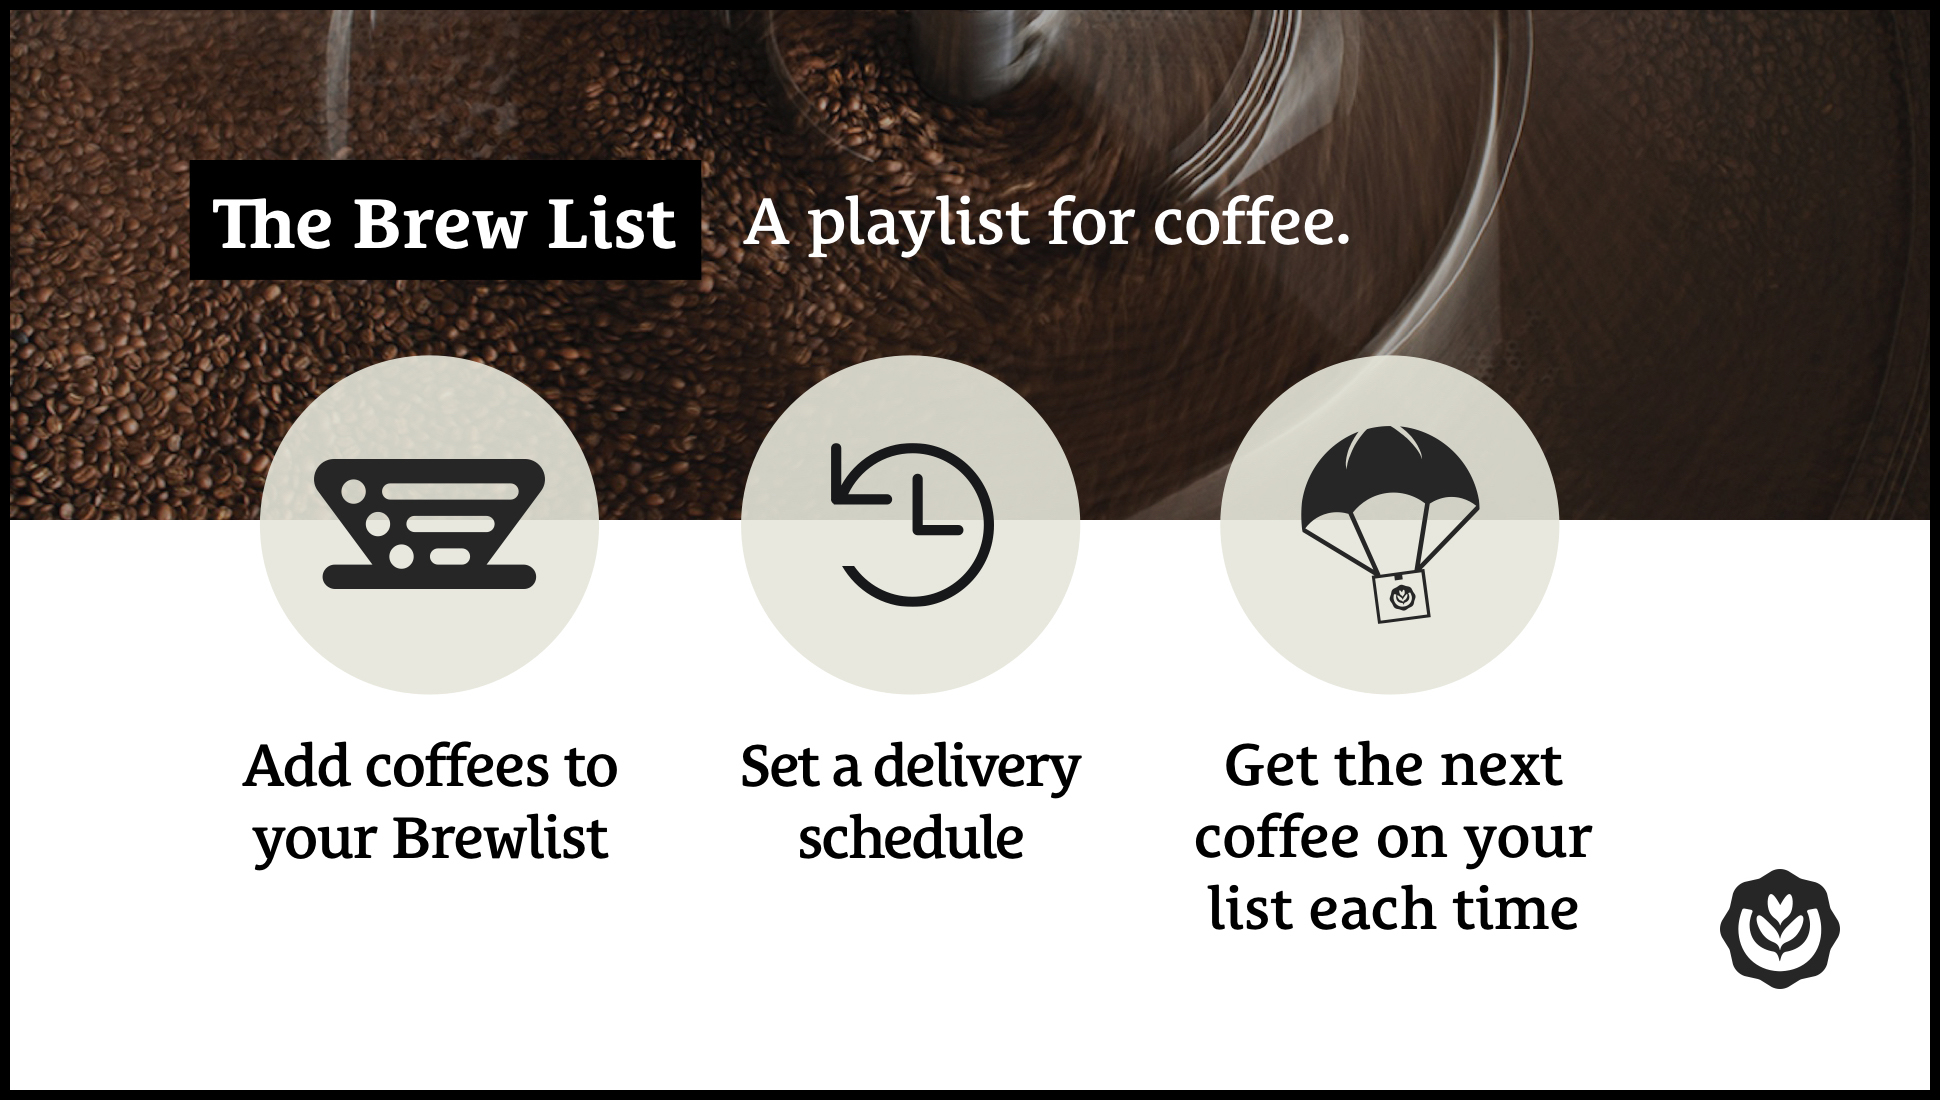 The Brew List
A playlist for coffee.
Add coffees to
your Brewlist
Set a delivery
schedule
Get the next
coffee on your
list each time